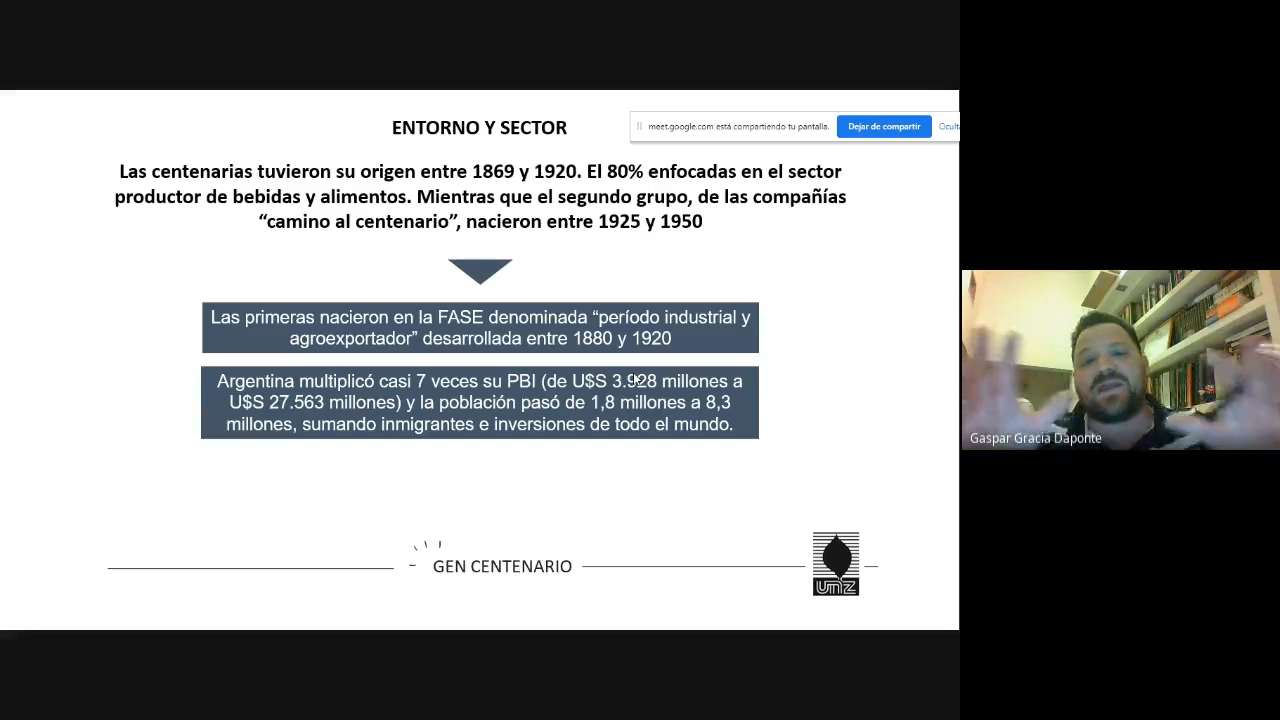 ENTORNO Y SECTOR
meet.google.com está compartiendo tu pantalla.
Dejar de compartir
Ocult
Las centenarias tuvieron su origen entre 1869 y 1920. El 80% enfocadas en el sector
productor de bebidas y alimentos. Mientras que el segundo grupo, de las compañías
“camino al centenario”, nacieron entre 1925 y 1950
Las primeras nacieron en la FASE denominada “período industrial y
agroexportador” desarrollada entre 1880 y 1920
Argentina multiplicó casi 7 veces su PBI (de U$S 3.928 millones a
U$S 27.563 millones) y la población pasó de 1,8 millones a 8,3
millones, sumando inmigrantes e inversiones de todo el mundo.
Gaspar Gracia Daponte
GEN CENTENARIO